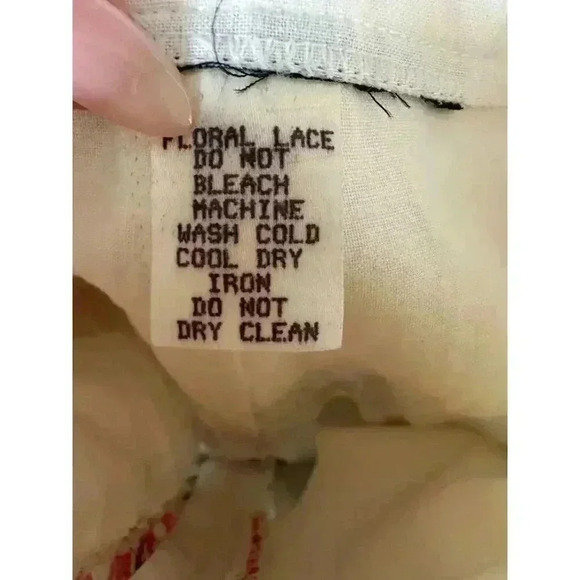 FLORAL LACE
DO NOT
BLEACH
MACHINE
WASH COLD
COOL DRY
IRON
DO NOT
DRY CLEAN